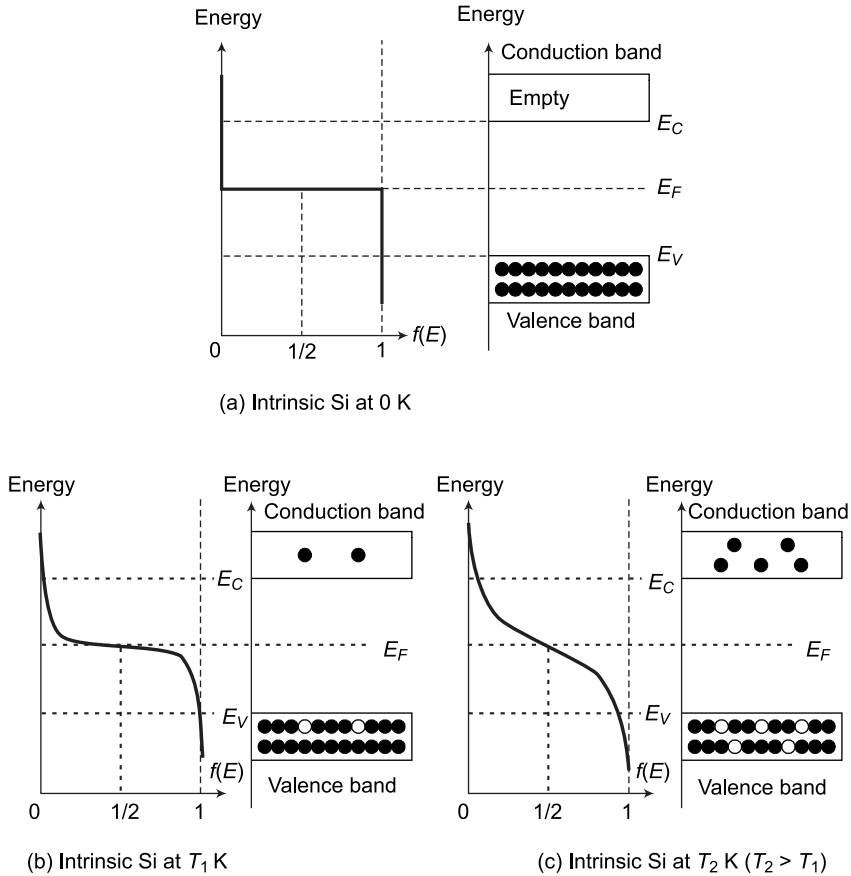 Energy
Energy
Conduction band
Empty
E_C
E_F
E_V
f(E)
0
1/2
1
Valence band
(a) Intrinsic Si at 0 K
Energy
Energy
Conduction band
E_C
E_F
E_V
f(E)
0
1/2
1
Valence band
(b) Intrinsic Si at T_1 K
Energy
Energy
Conduction band
E_C
E_V
f(E)
0
1/2
1
Valence band
(c) Intrinsic Si at T_2 K (T_2 > T_1)